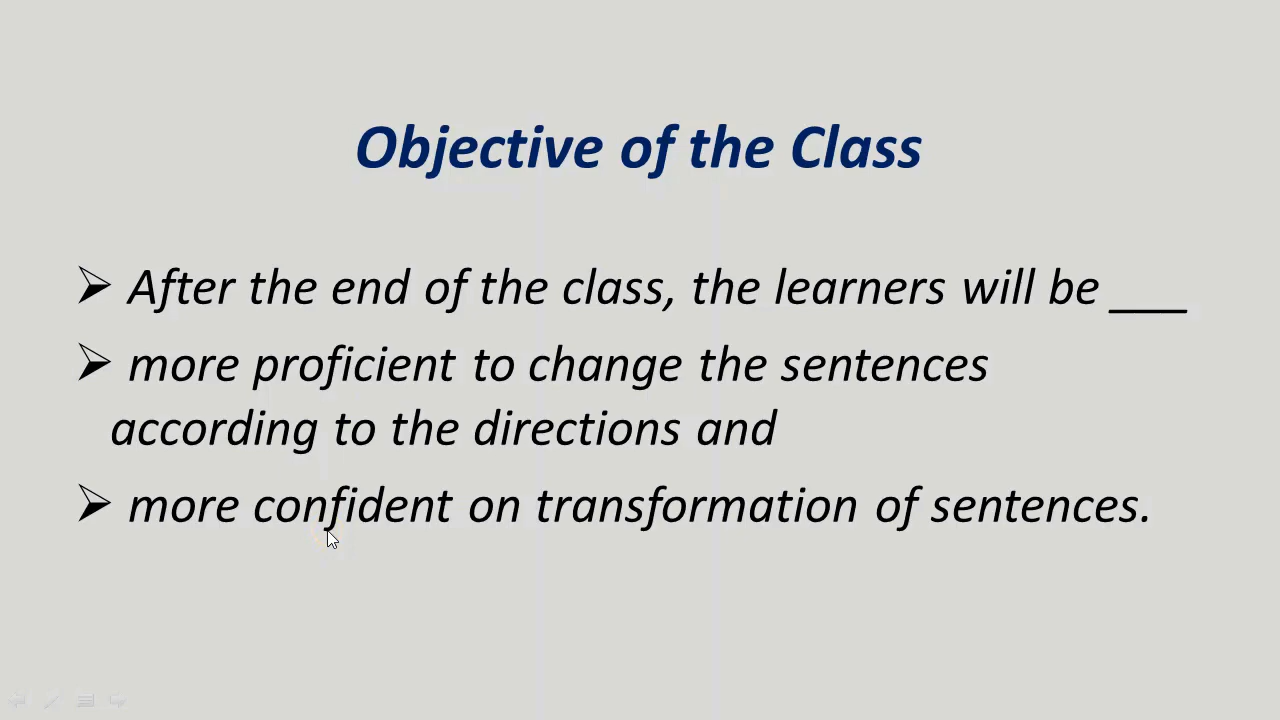 Objective of the Class
➢ After the end of the class, the learners will be ___
➢ more proficient to change the sentences
according to the directions and
➢ more confident on transformation of sentences.